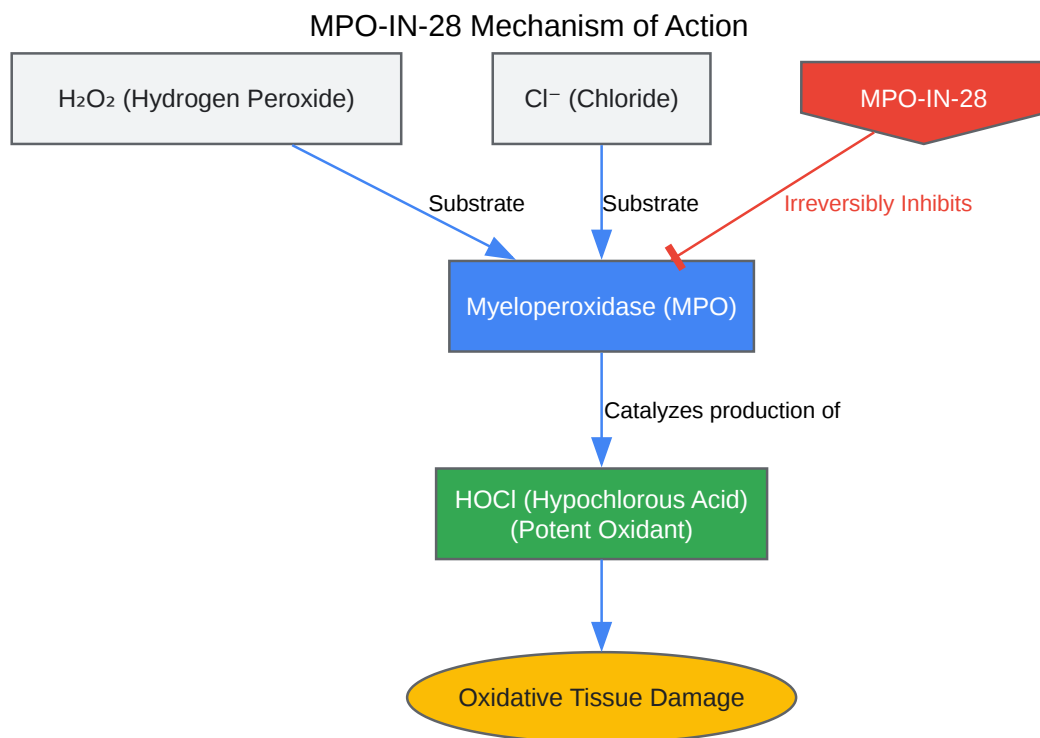 MPO-IN-28 Mechanism of Action
H₂O₂ (Hydrogen Peroxide)
Cl⁻ (Chloride)
MPO-IN-28
Substrate
Substrate
Irreversibly Inhibits
Myeloperoxidase (MPO)
Catalyzes production of
HOCl (Hypochlorous Acid)
(Potent Oxidant)
Oxidative Tissue Damage